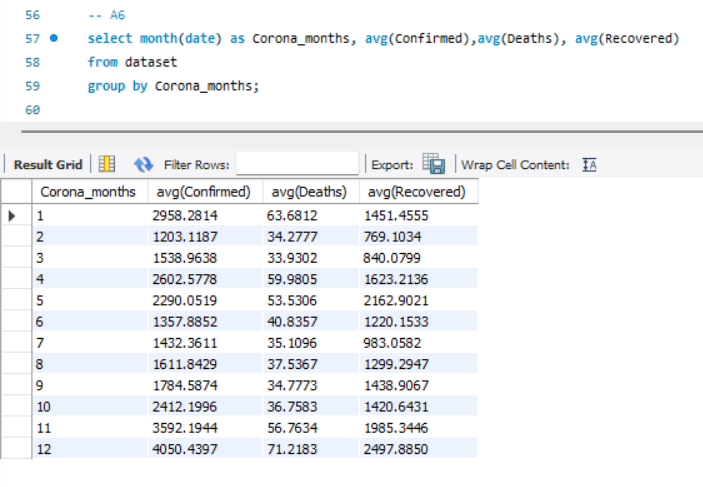 56 -- A6
57 select month(date) as Corona_months, avg(Confirmed),avg(Deaths), avg(Recovered)
58 from dataset
59 group by Corona_months;
60
Result Grid Filter Rows: Export: Wrap Cell Content: IA
Corona_months avg(Confirmed) avg(Deaths) avg(Recovered)
1 2958.2814 63.6812 1451.4555
2 1203.1187 34.2777 769.1034
3 1538.9638 33.9302 840.0799
4 2602.5778 59.9805 1623.2136
5 2290.0519 53.5306 2162.9021
6 1357.8852 40.8357 1220.1533
7 1432.3611 35.1096 983.0582
8 1611.8429 37.5367 1299.2947
9 1784.5874 34.7773 1438.9067
10 2412.1996 36.7583 1420.6431
11 3592.1944 56.7634 1985.3446
12 4050.4397 71.2183 2497.8850